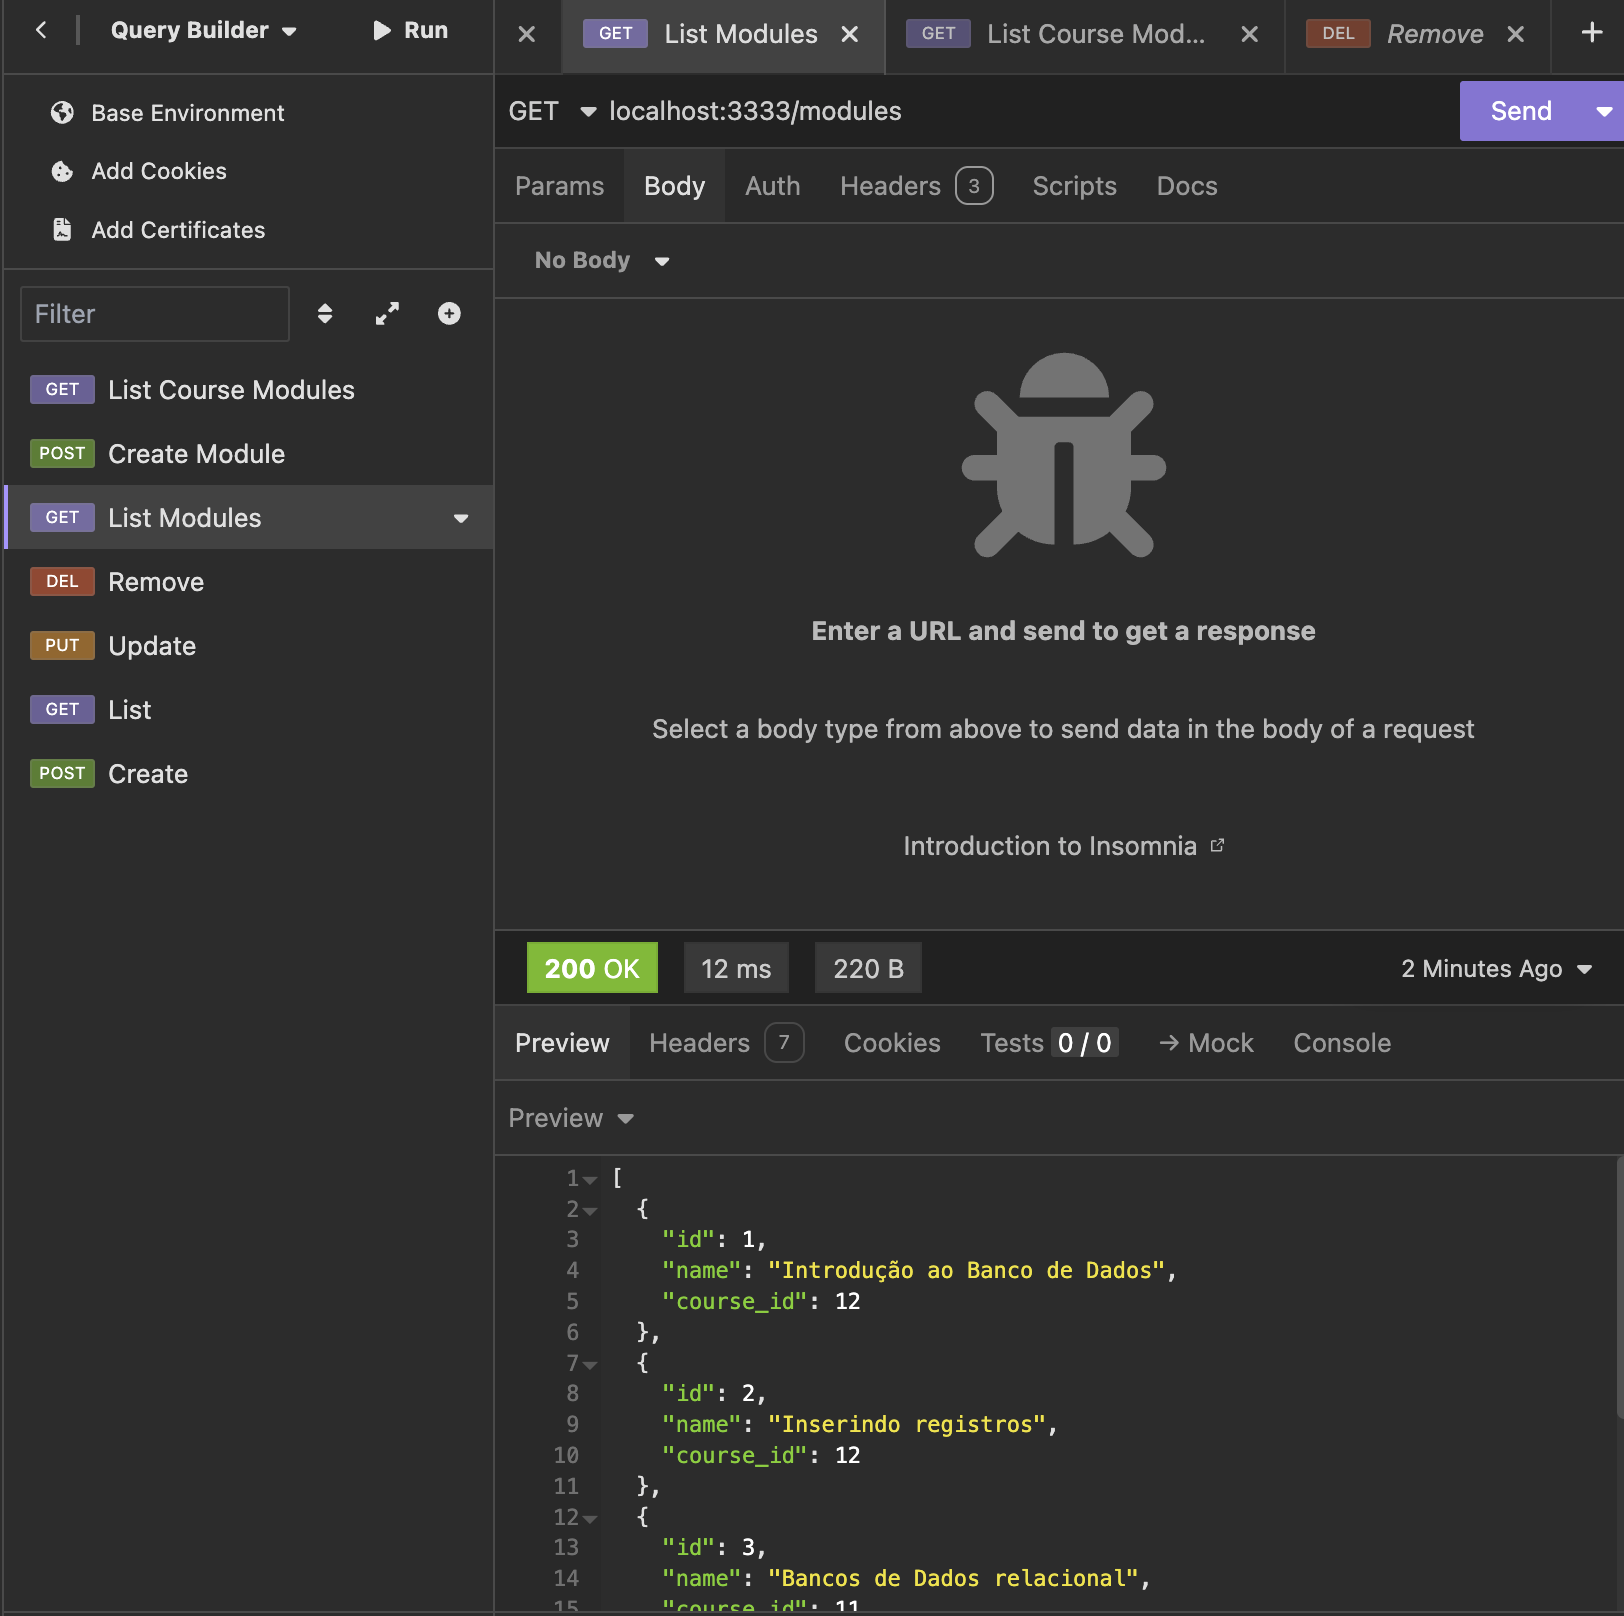 Query Builder
Run
Base Environment
Add Cookies
Add Certificates
Filter
GET List Course Modules
POST Create Module
GET List Modules
DEL Remove
PUT Update
GET List
POST Create
GET List Modules
GET List Course Mod...
DEL Remove
GET localhost:3333/modules
Send
Params Body Auth Headers 3 Scripts Docs
No Body
Enter a URL and send to get a response
Select a body type from above to send data in the body of a request
Introduction to Insomnia
200 OK 12 ms 220 B 2 Minutes Ago
Preview Headers 7 Cookies Tests 0 / 0 → Mock Console
Preview
1 [
2 {
3 "id": 1,
4 "name": "Introdução ao Banco de Dados",
5 "course_id": 12
6 },
7 {
8 "id": 2,
9 "name": "Inserindo registros",
10 "course_id": 12
11 },
12 {
13 "id": 3,
14 "name": "Bancos de Dados relacional",
15 "course_id": 11